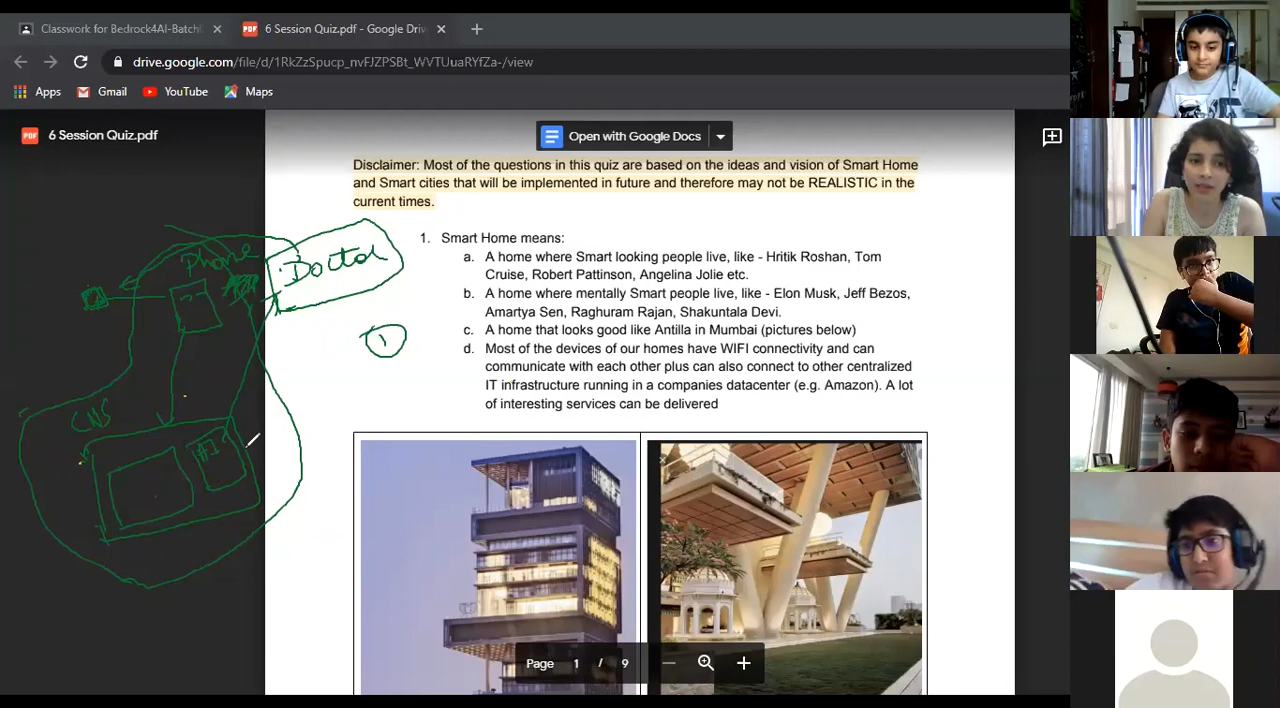 Classwork for Bedrock4AI-Batch
6 Session Quiz.pdf - Google Driv
drive.google.com/file/d/1RkZzSpucp_nvFJZPSBt_WVTUuaRYfZa-/view
Apps Gmail YouTube Maps
PDF 6 Session Quiz.pdf
Open with Google Docs
Disclaimer: Most of the questions in this quiz are based on the ideas and vision of Smart Home
and Smart cities that will be implemented in future and therefore may not be REALISTIC in the
current times.
1. Smart Home means:
a. A home where Smart looking people live, like - Hritik Roshan, Tom
Cruise, Robert Pattinson, Angelina Jolie etc.
b. A home where mentally Smart people live, like - Elon Musk, Jeff Bezos,
Amartya Sen, Raghuram Rajan, Shakuntala Devi.
c. A home that looks good like Antilla in Mumbai (pictures below)
d. Most of the devices of our homes have WIFI connectivity and can
communicate with each other plus can also connect to other centralized
IT infrastructure running in a companies datacenter (e.g. Amazon). A lot
of interesting services can be delivered
Phone
Doctor
1
CNS
AI
Page 1 / 9